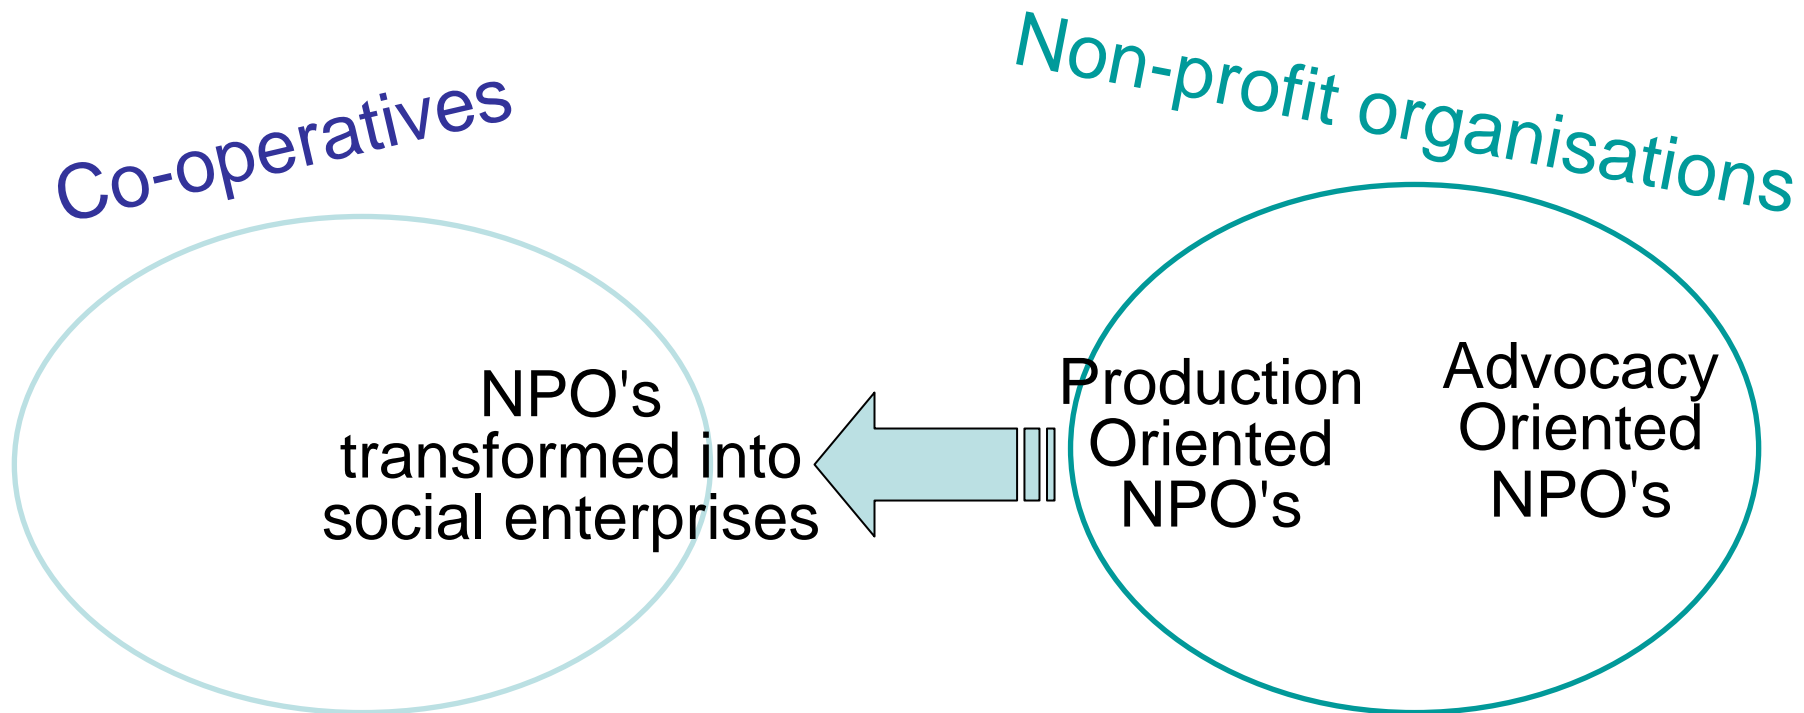 Co-operatives
Non-profit organisations
NPO's
transformed into
social enterprises
Production
Oriented
NPO's
Advocacy
Oriented
NPO's